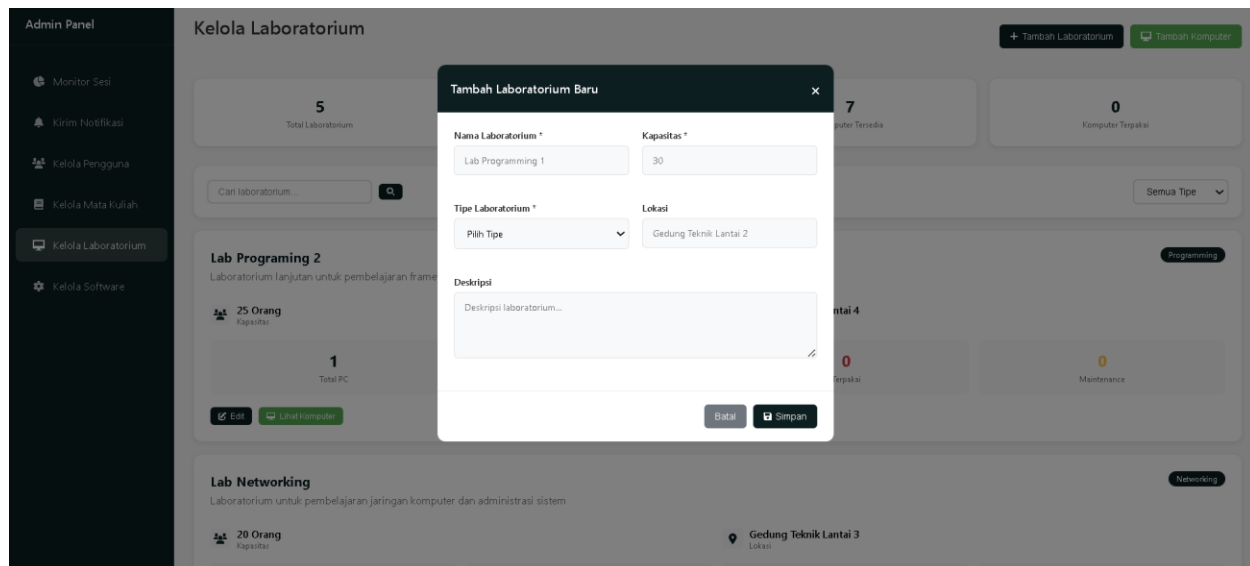 Admin Panel
Monitor Sesi
Kirim Notifikasi
Kelola Pengguna
Kelola Mata Kuliah
Kelola Laboratorium
Kelola Software
Kelola Laboratorium
+ Tambah Laboratorium
Tambah Komputer
5
Total Laboratorium
7
puter Tersedia
0
Komputer Terpakai
Cari laboratorium...
Semua Tipe
Lab Programing 2
Programming
Laboratorium lanjutan untuk pembelajaran frame
25 Orang
Kapasitas
ntai 4
1
Total PC
0
Terpakai
0
Maintenance
Edit
Lihat Komputer
Lab Networking
Networking
Laboratorium untuk pembelajaran jaringan komputer dan administrasi sistem
20 Orang
Kapasitas
Gedung Teknik Lantai 3
Lokasi
Tambah Laboratorium Baru
×
Nama Laboratorium *
Kapasitas *
Lab Programming 1
30
Tipe Laboratorium *
Lokasi
Pilih Tipe
Gedung Teknik Lantai 2
Deskripsi
Deskripsi laboratorium...
Batal
Simpan